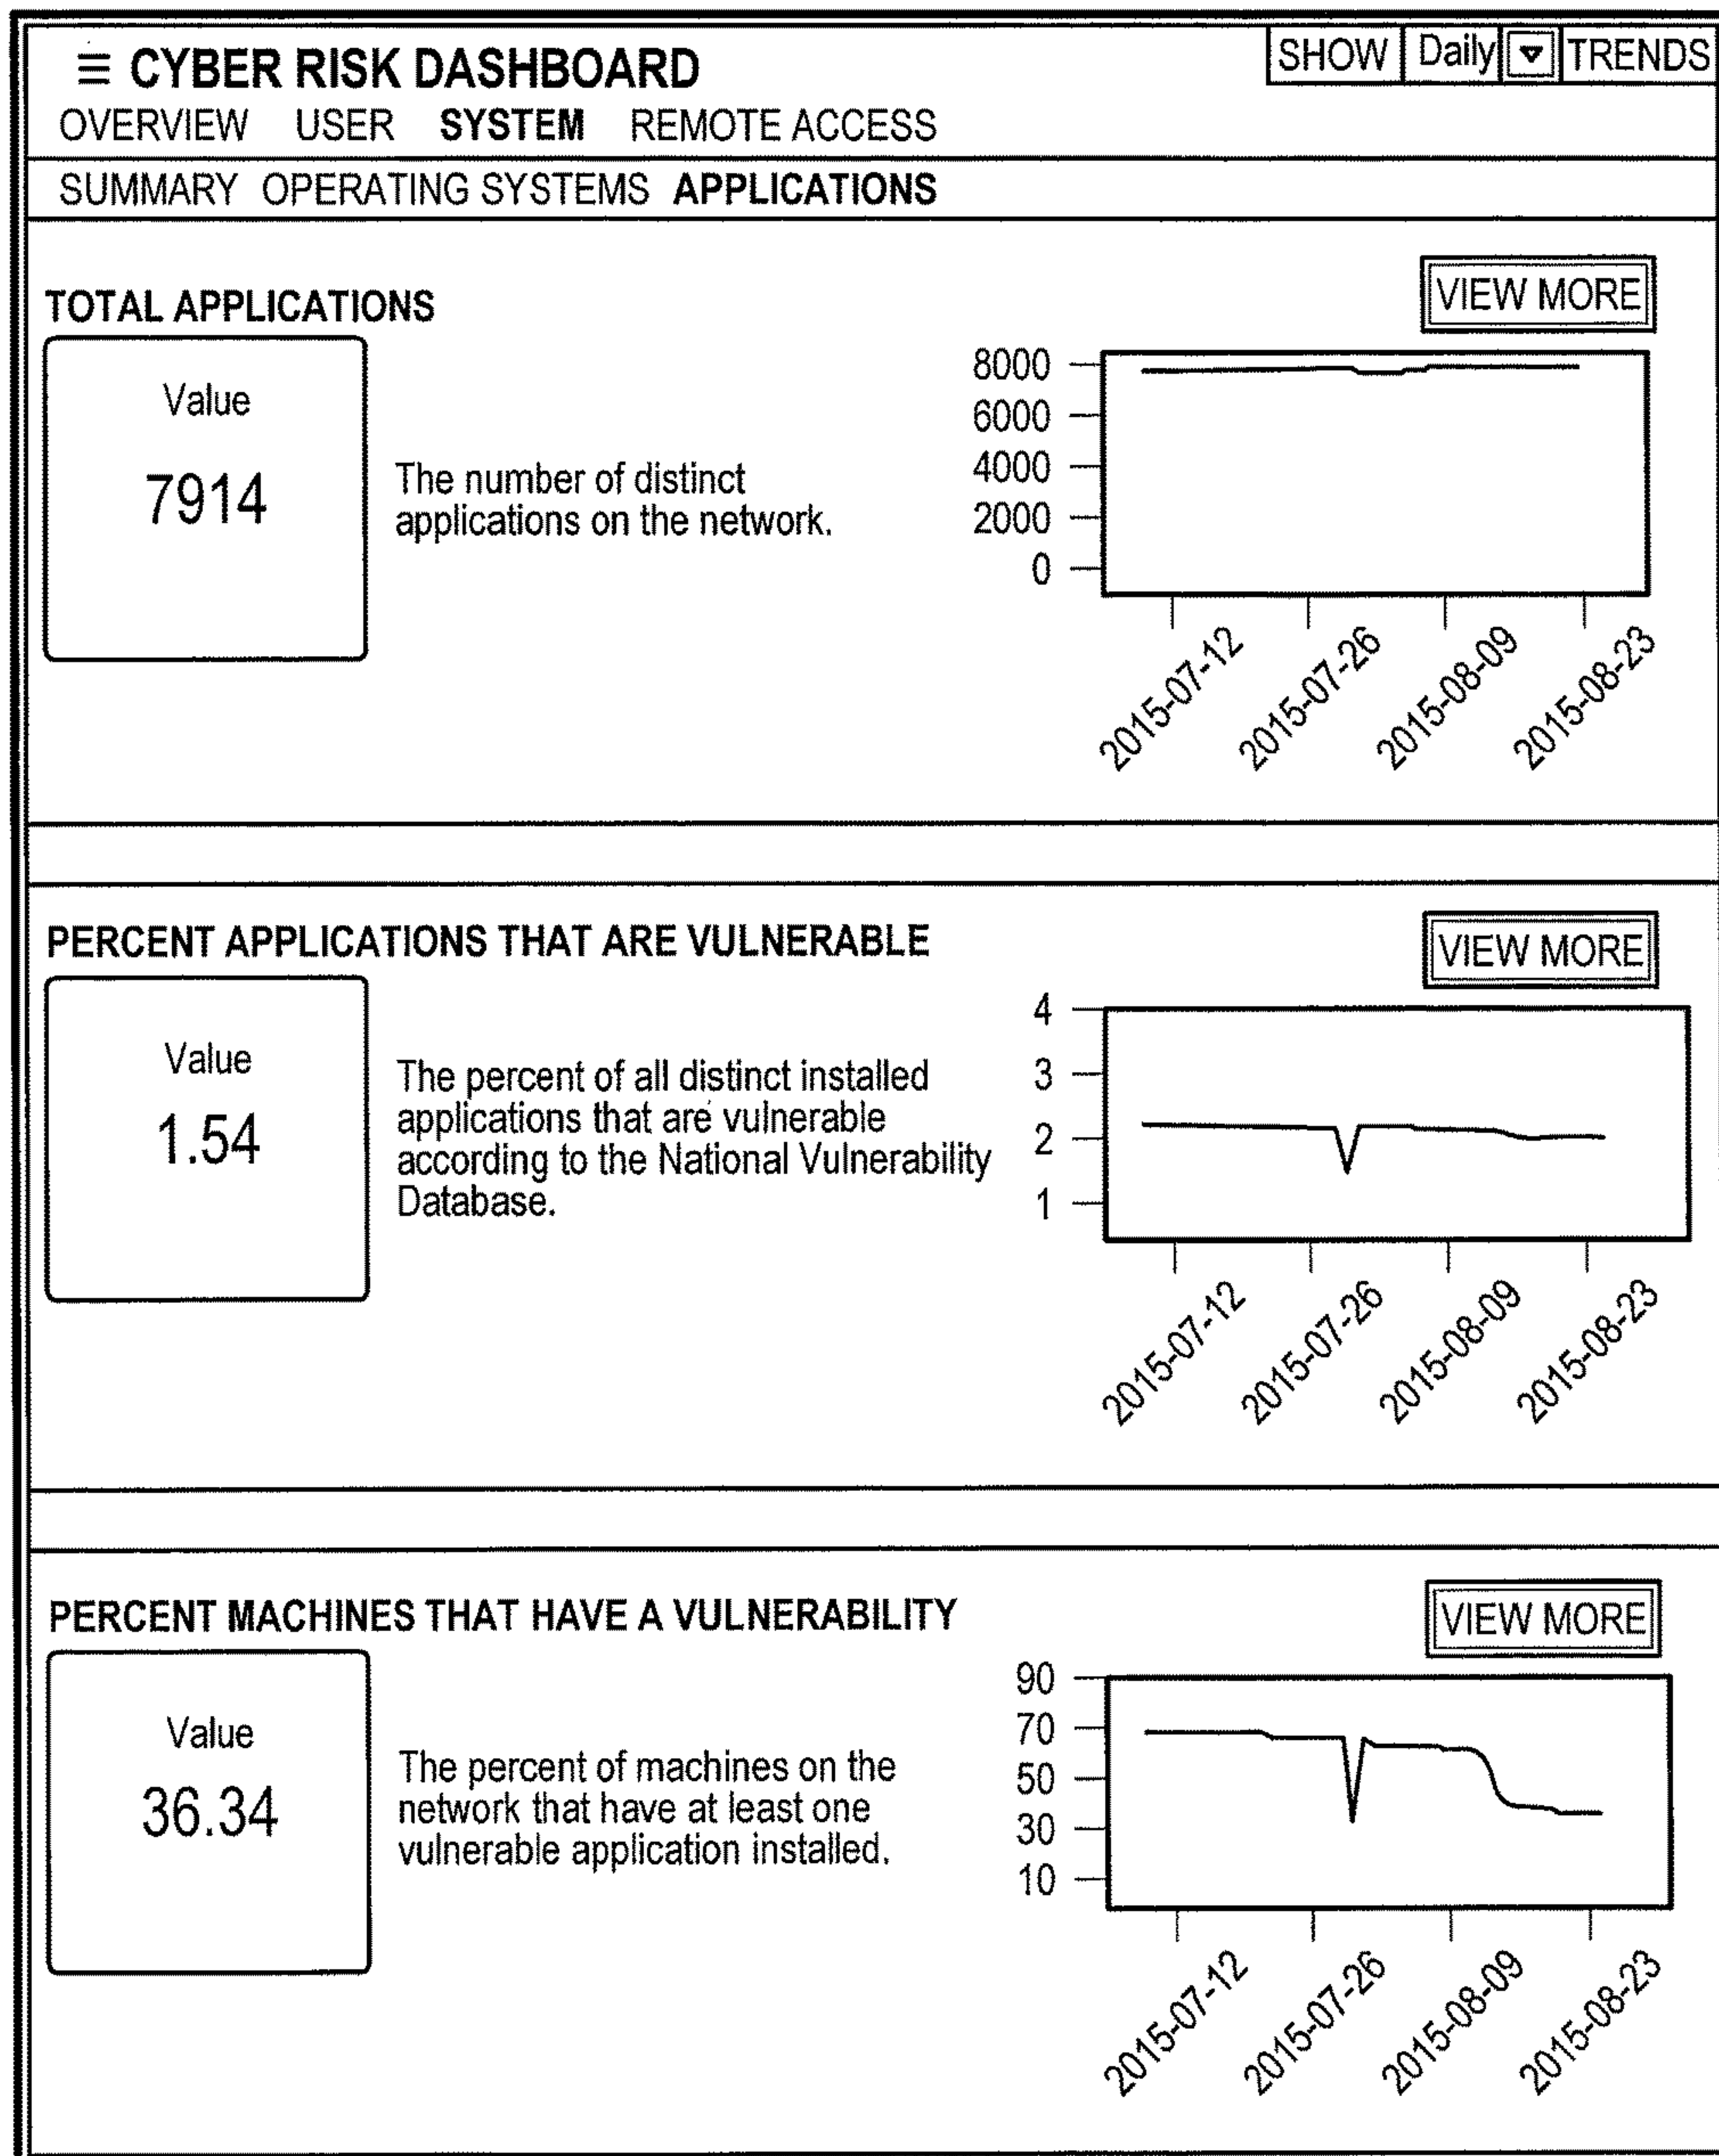 ≡ CYBER RISK DASHBOARD
SHOW Daily TRENDS
OVERVIEW USER SYSTEM REMOTE ACCESS
SUMMARY OPERATING SYSTEMS APPLICATIONS
TOTAL APPLICATIONS
VIEW MORE
Value
7914
The number of distinct
applications on the network.
8000
6000
4000
2000
0
2015-07-12
2015-07-26
2015-08-09
2015-08-23
PERCENT APPLICATIONS THAT ARE VULNERABLE
VIEW MORE
Value
1.54
The percent of all distinct installed
applications that are vulnerable
according to the National Vulnerability
Database.
4
3
2
1
2015-07-12
2015-07-26
2015-08-09
2015-08-23
PERCENT MACHINES THAT HAVE A VULNERABILITY
VIEW MORE
Value
36.34
The percent of machines on the
network that have at least one
vulnerable application installed.
90
70
50
30
10
2015-07-12
2015-07-26
2015-08-09
2015-08-23